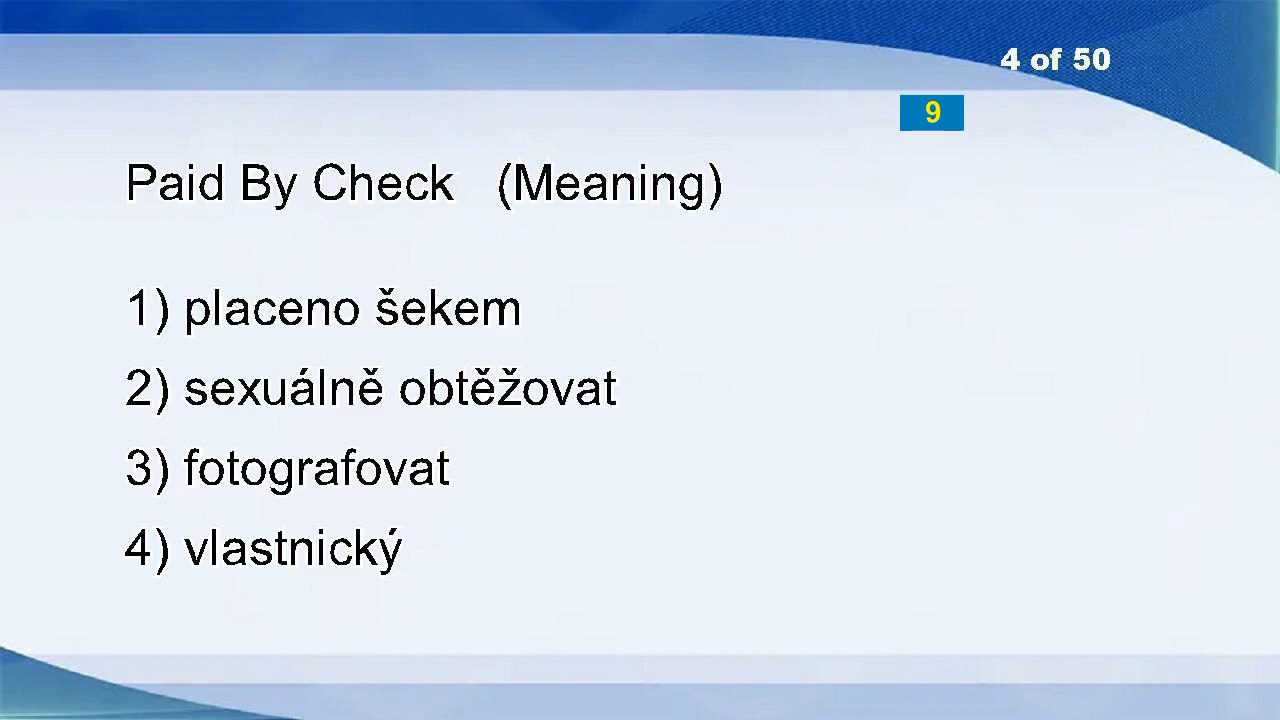 4 of 50
9
Paid By Check (Meaning)
1) placeno šekem
2) sexuálně obtěžovat
3) fotografovat
4) vlastnický